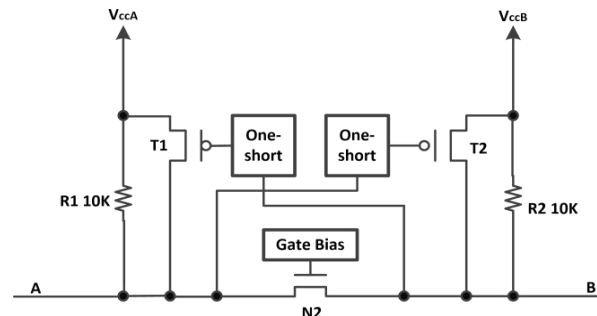 VccA
VccB
T1
One-
short
One-
short
T2
R1 10K
R2 10K
Gate Bias
A
B
N2